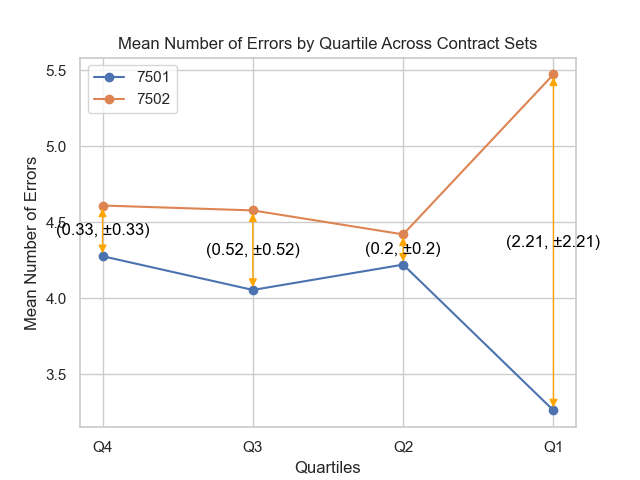 Mean Number of Errors by Quartile Across Contract Sets
7501
7502
5.5
5.0
4.5
4.0
3.5
Mean Number of Errors
(0.33, ±0.33)
(0.52, ±0.52)
(0.2, ±0.2)
(2.21, ±2.21)
Q4
Q3
Q2
Q1
Quartiles